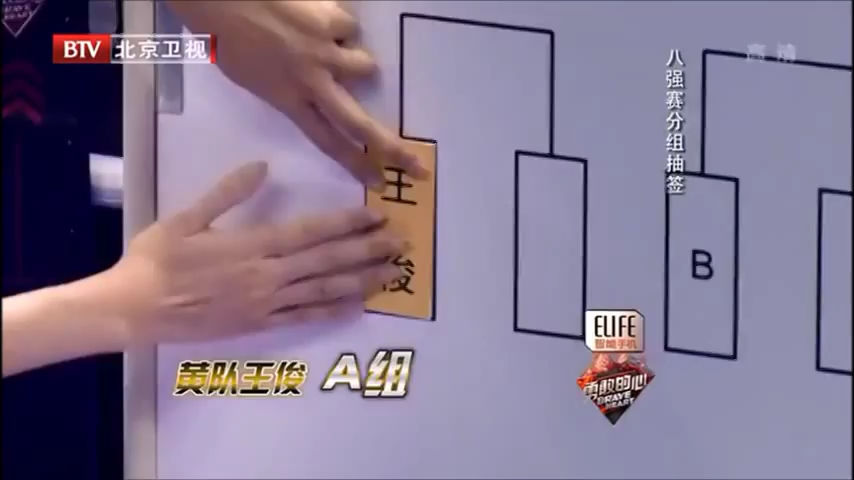 BTV 北京卫视
高清
八强赛分组抽签
王
俊
B
ELIFE
智能手机
勇敢的心
BRAVE
HEART
黄队王俊 A组